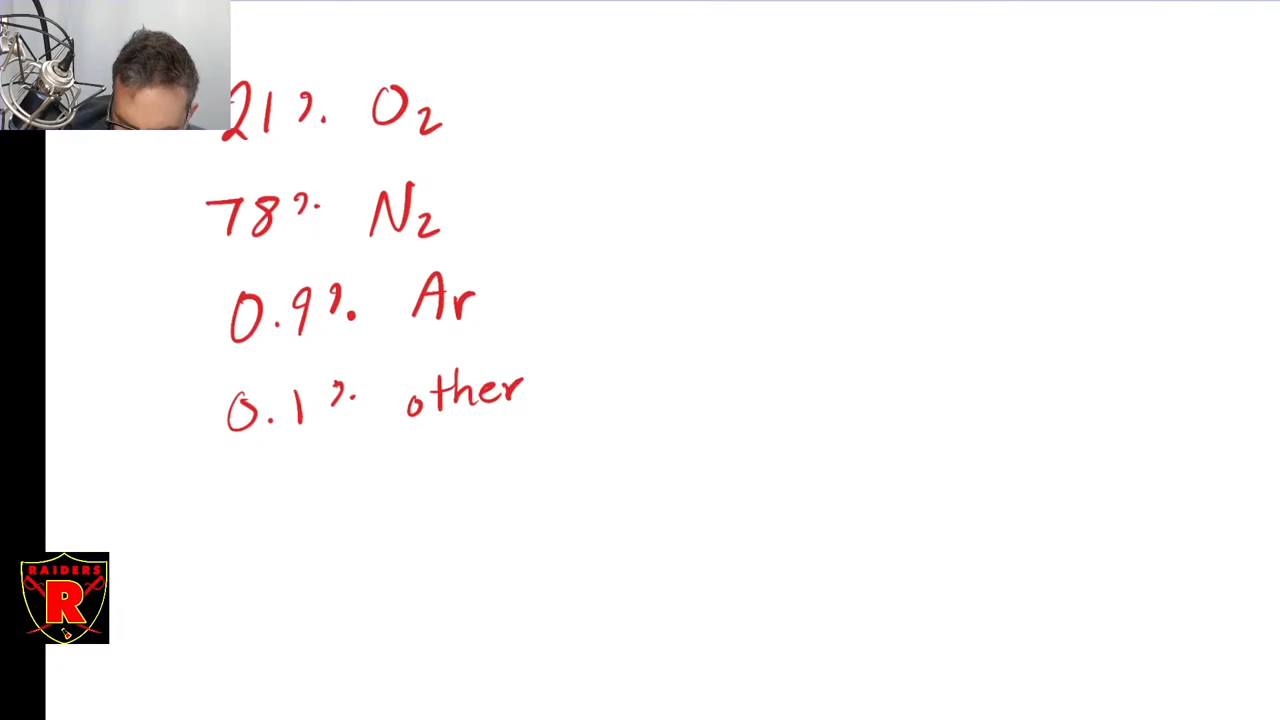 21% O₂
78% N₂
0.9% Ar
0.1% other
RAIDERS
R